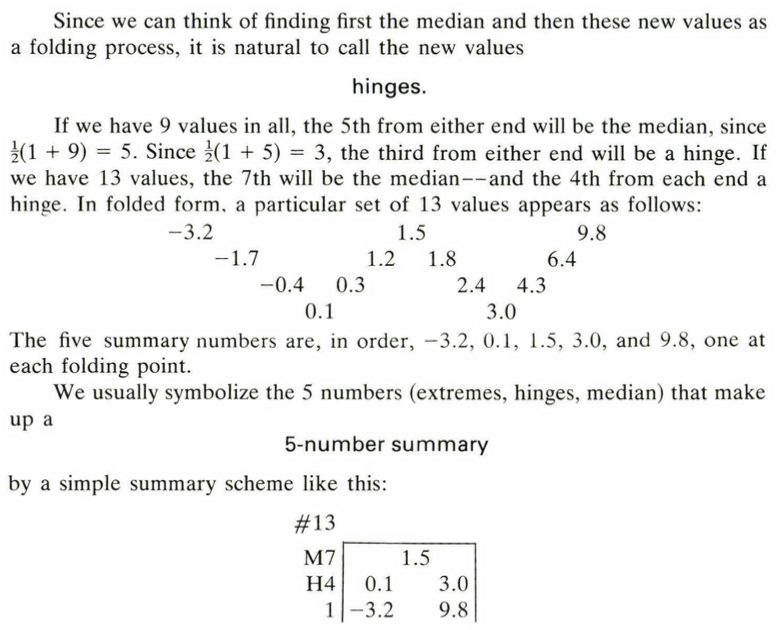 Since we can think of finding first the median and then these new values as
a folding process, it is natural to call the new values
hinges.
If we have 9 values in all, the 5th from either end will be the median, since
½(1 + 9) = 5. Since ½(1 + 5) = 3, the third from either end will be a hinge. If
we have 13 values, the 7th will be the median--and the 4th from each end a
hinge. In folded form, a particular set of 13 values appears as follows:
−3.2 1.5 9.8
−1.7 1.2 1.8 6.4
−0.4 0.3 2.4 4.3
0.1 3.0
The five summary numbers are, in order, −3.2, 0.1, 1.5, 3.0, and 9.8, one at
each folding point.
We usually symbolize the 5 numbers (extremes, hinges, median) that make
up a
5-number summary
by a simple summary scheme like this:
#13
M7 1.5
H4 0.1 3.0
1 −3.2 9.8